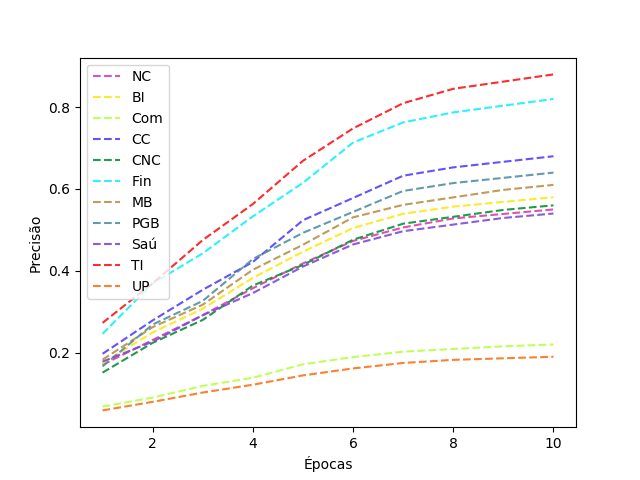 NC
BI
Com
CC
CNC
Fin
MB
PGB
Saú
TI
UP
Precisão
0.8
0.6
0.4
0.2
2 4 6 8 10
Épocas